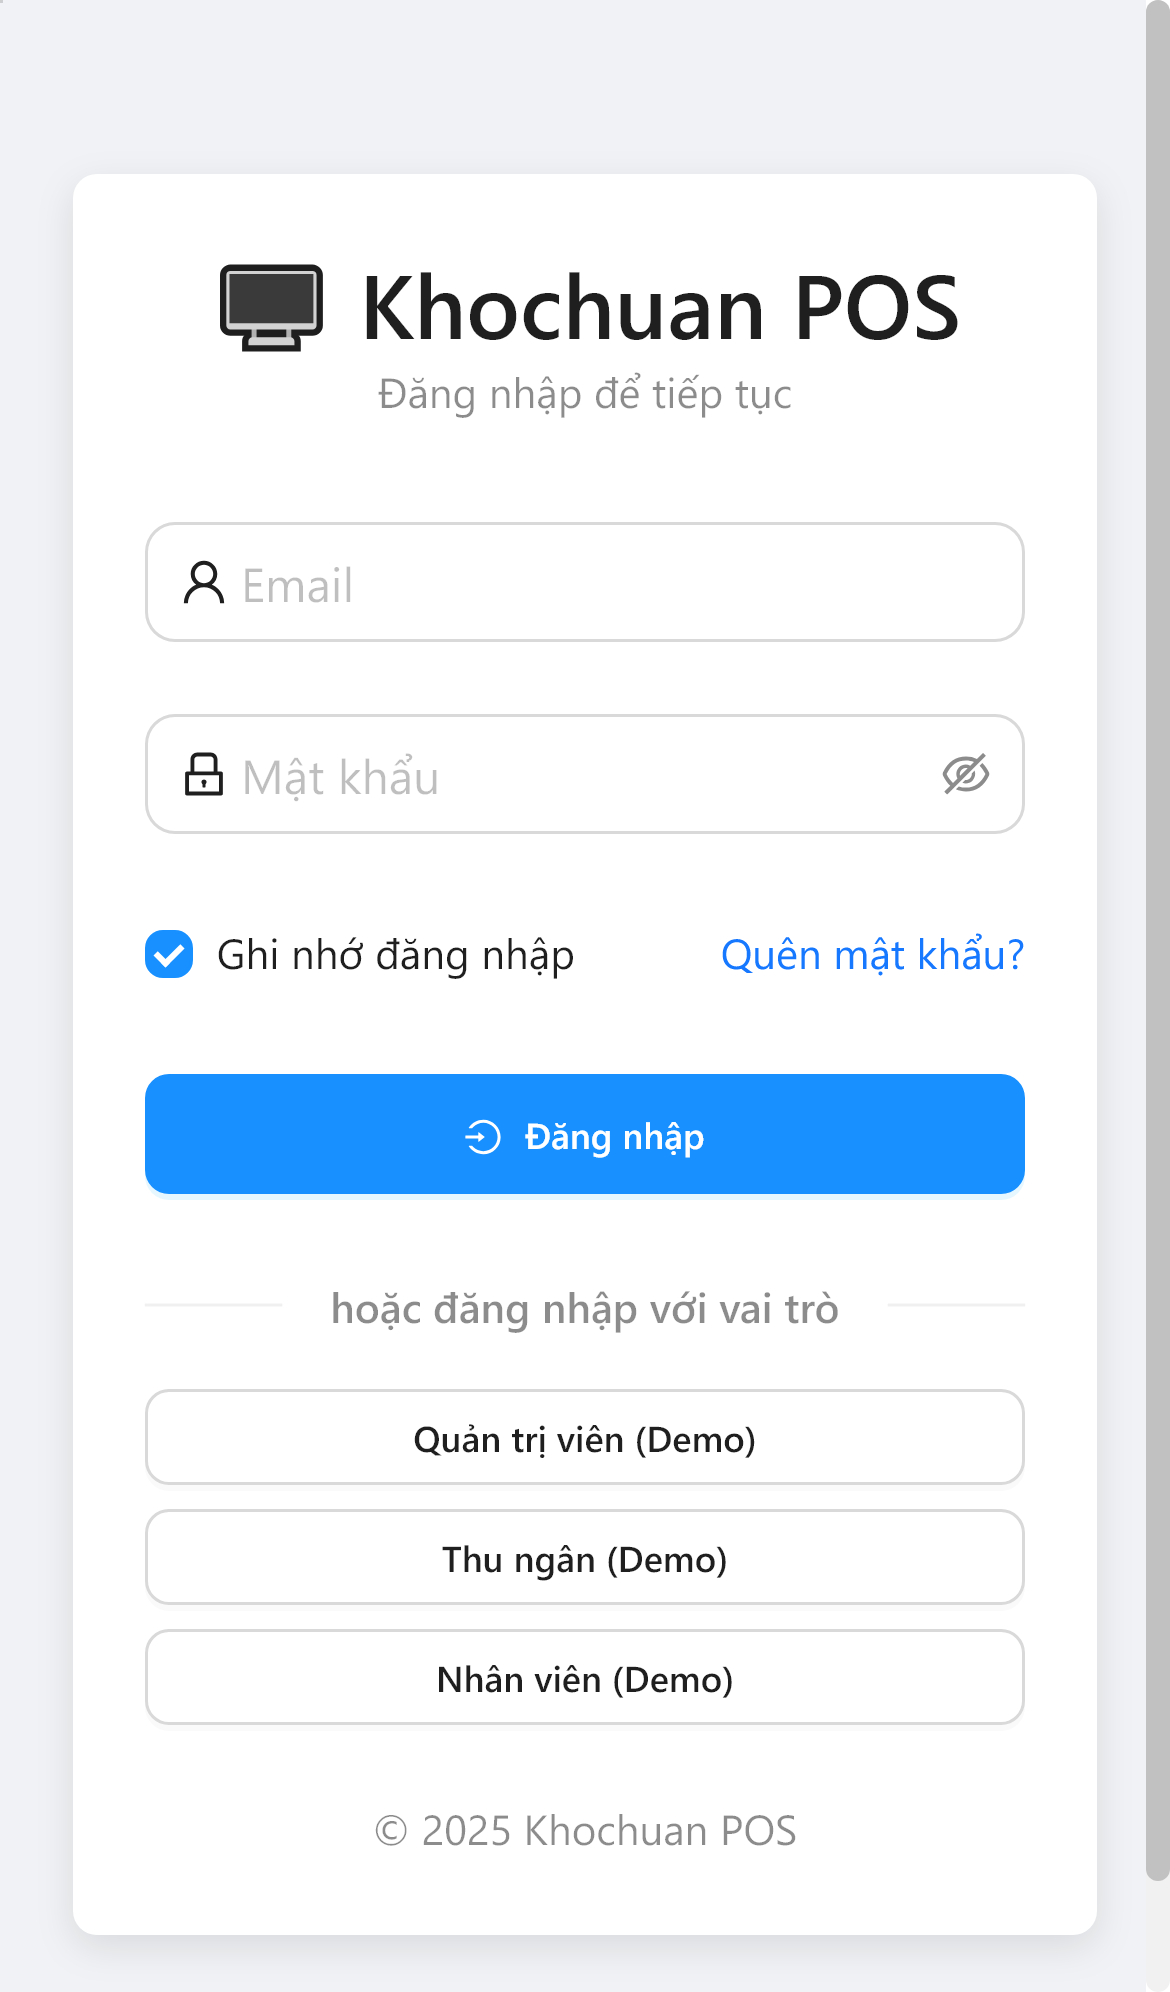 Khochuan POS
Đăng nhập để tiếp tục
Email
Mật khẩu
Ghi nhớ đăng nhập
Quên mật khẩu?
Đăng nhập
hoặc đăng nhập với vai trò
Quản trị viên (Demo)
Thu ngân (Demo)
Nhân viên (Demo)
© 2025 Khochuan POS